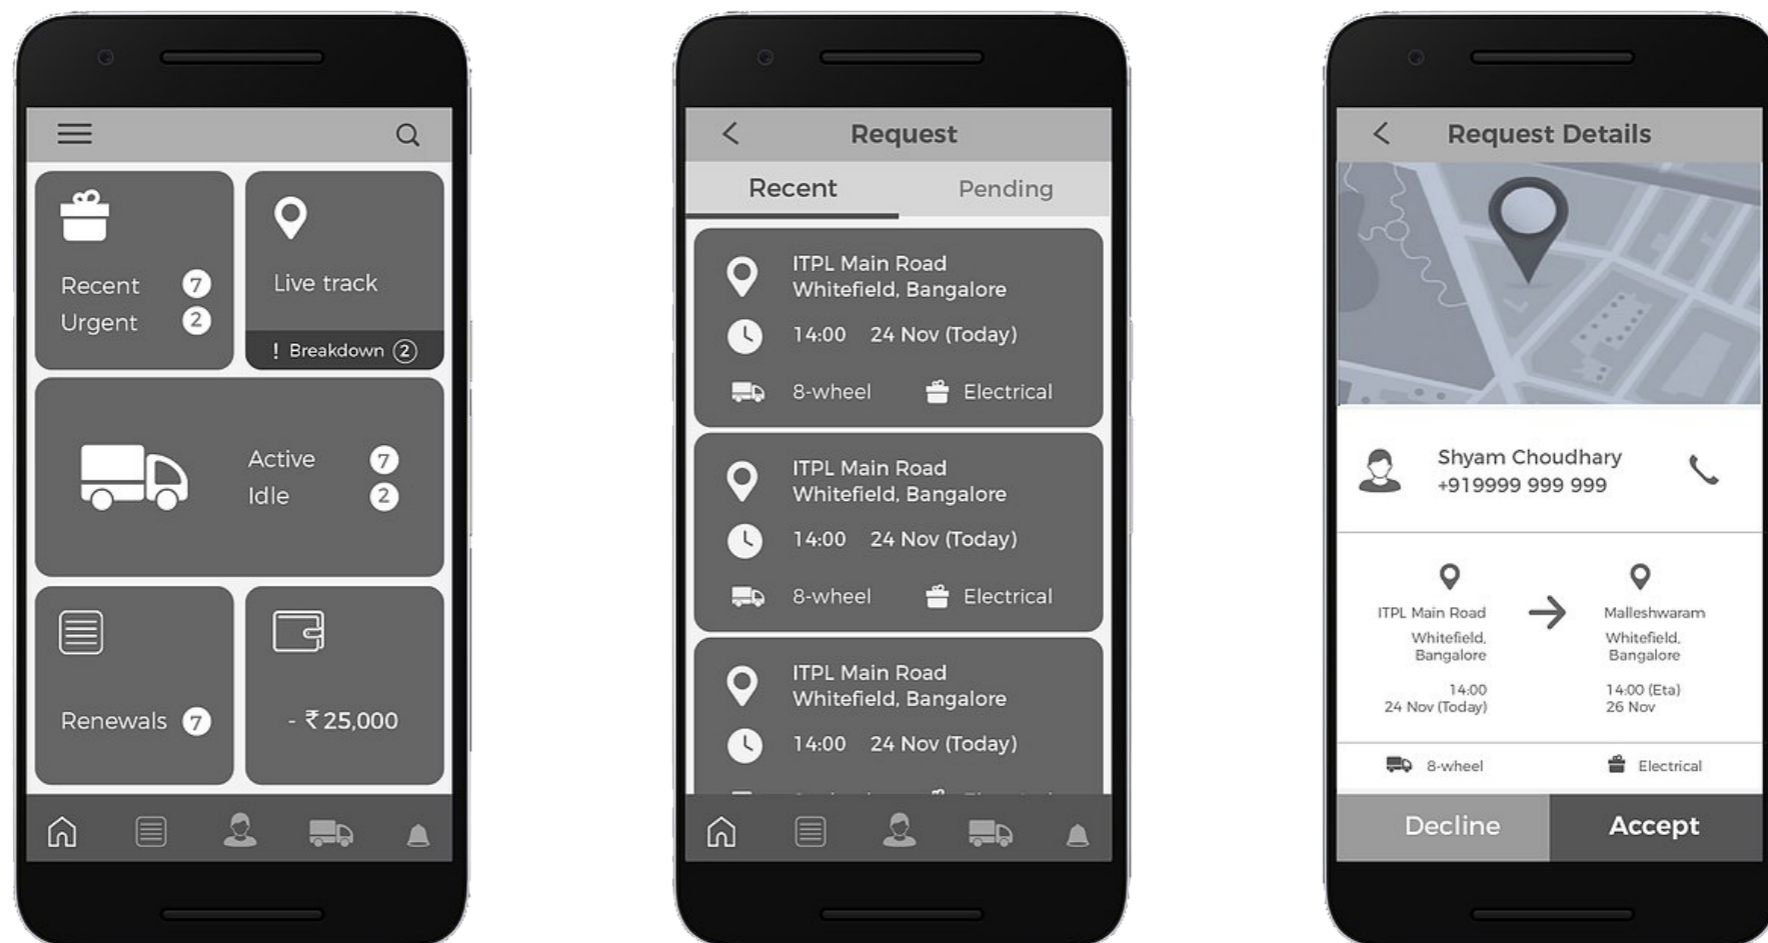 Recent 7
Urgent 2
Live track
! Breakdown 2
Active 7
Idle 2
Renewals 7
- ₹ 25,000
Request
Recent Pending
ITPL Main Road
Whitefield, Bangalore
14:00 24 Nov (Today)
8-wheel Electrical
ITPL Main Road
Whitefield, Bangalore
14:00 24 Nov (Today)
8-wheel Electrical
ITPL Main Road
Whitefield, Bangalore
14:00 24 Nov (Today)
Request Details
Shyam Choudhary
+919999 999 999
ITPL Main Road
Whitefield,
Bangalore
14:00
24 Nov (Today)
Malleshwaram
Whitefield,
Bangalore
14:00 (Eta)
26 Nov
8-wheel Electrical
Decline Accept